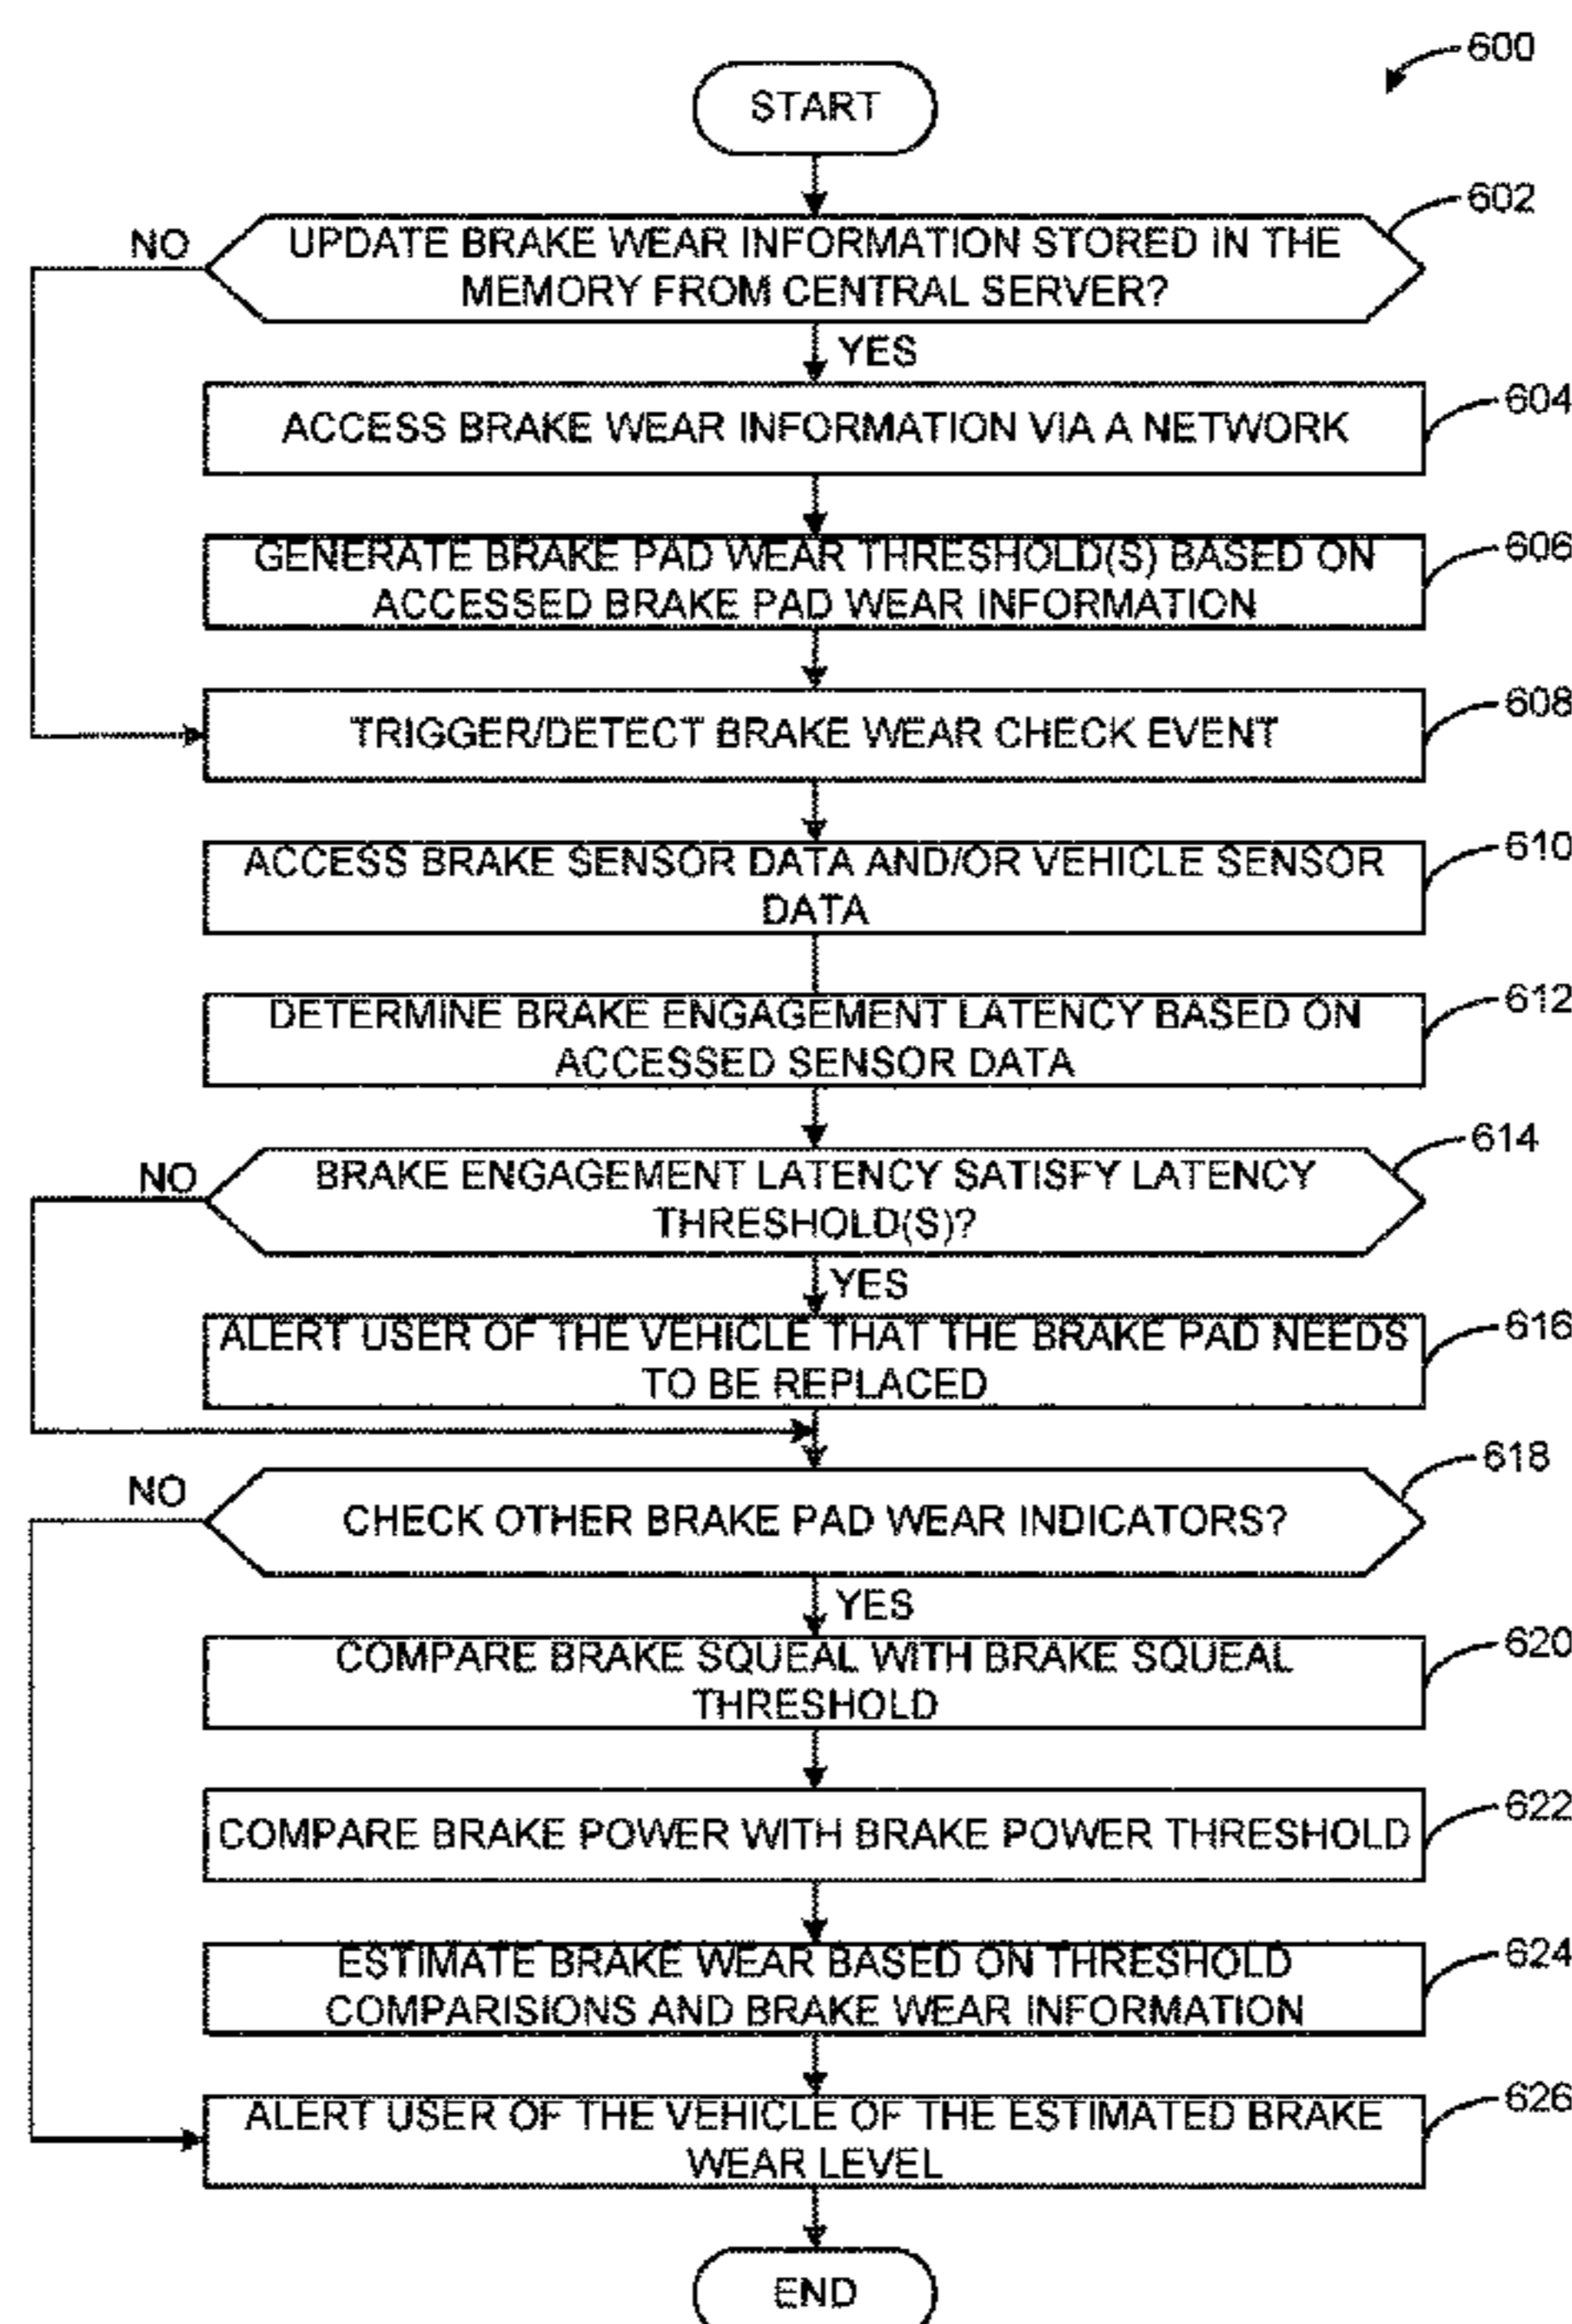 600
START
602
NO
UPDATE BRAKE WEAR INFORMATION STORED IN THE
MEMORY FROM CENTRAL SERVER?
YES
604
ACCESS BRAKE WEAR INFORMATION VIA A NETWORK
606
GENERATE BRAKE PAD WEAR THRESHOLD(S) BASED ON
ACCESSED BRAKE PAD WEAR INFORMATION
608
TRIGGER/DETECT BRAKE WEAR CHECK EVENT
610
ACCESS BRAKE SENSOR DATA AND/OR VEHICLE SENSOR
DATA
612
DETERMINE BRAKE ENGAGEMENT LATENCY BASED ON
ACCESSED SENSOR DATA
614
NO
BRAKE ENGAGEMENT LATENCY SATISFY LATENCY
THRESHOLD(S)?
YES
616
ALERT USER OF THE VEHICLE THAT THE BRAKE PAD NEEDS
TO BE REPLACED
618
NO
CHECK OTHER BRAKE PAD WEAR INDICATORS?
YES
620
COMPARE BRAKE SQUEAL WITH BRAKE SQUEAL
THRESHOLD
622
COMPARE BRAKE POWER WITH BRAKE POWER THRESHOLD
624
ESTIMATE BRAKE WEAR BASED ON THRESHOLD
COMPARISIONS AND BRAKE WEAR INFORMATION
626
ALERT USER OF THE VEHICLE OF THE ESTIMATED BRAKE
WEAR LEVEL
END